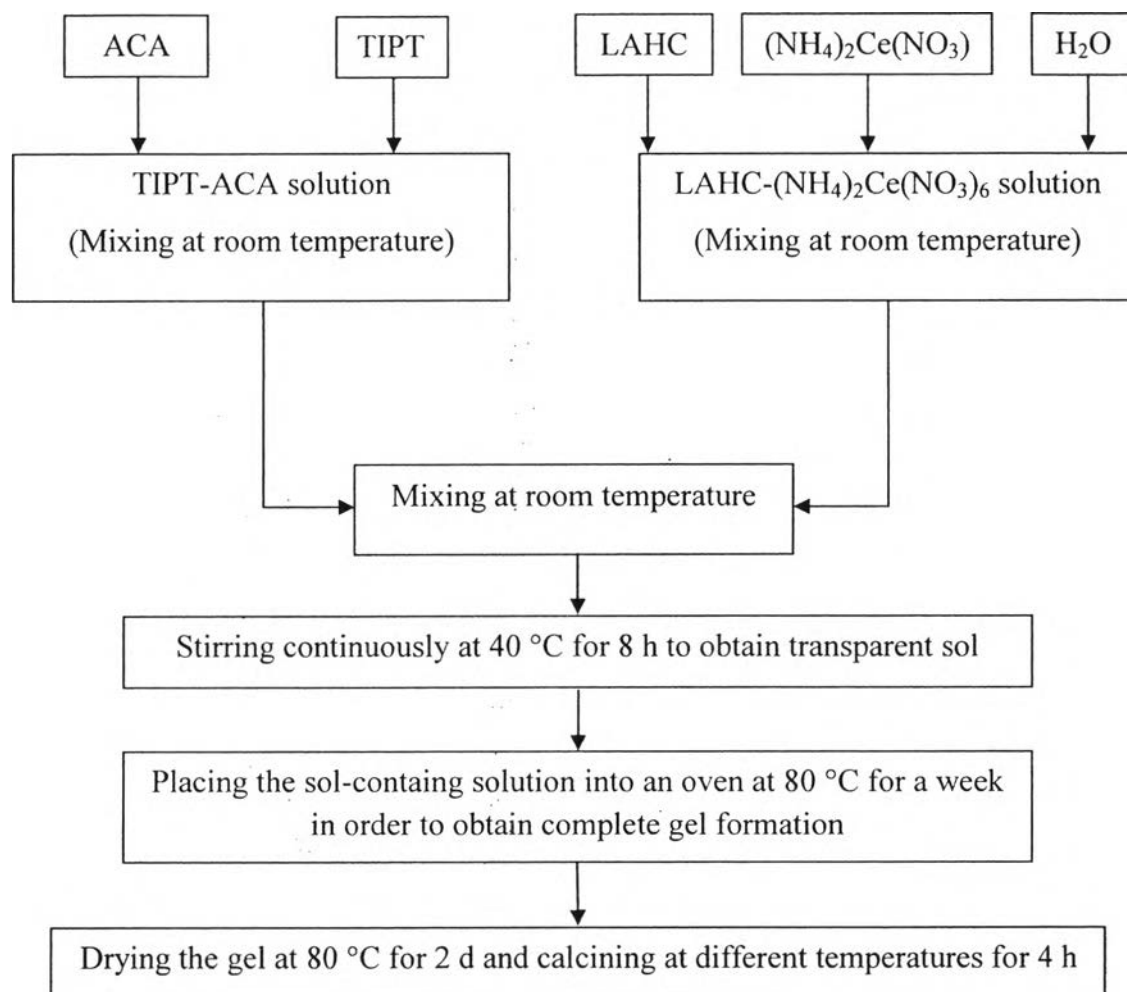 ACA
TIPT
LAHC
(NH₄)₂Ce(NO₃)
H₂O
TIPT-ACA solution
(Mixing at room temperature)
LAHC-(NH₄)₂Ce(NO₃)₆ solution
(Mixing at room temperature)
Mixing at room temperature
Stirring continuously at 40 °C for 8 h to obtain transparent sol
Placing the sol-containg solution into an oven at 80 °C for a week
in order to obtain complete gel formation
Drying the gel at 80 °C for 2 d and calcining at different temperatures for 4 h